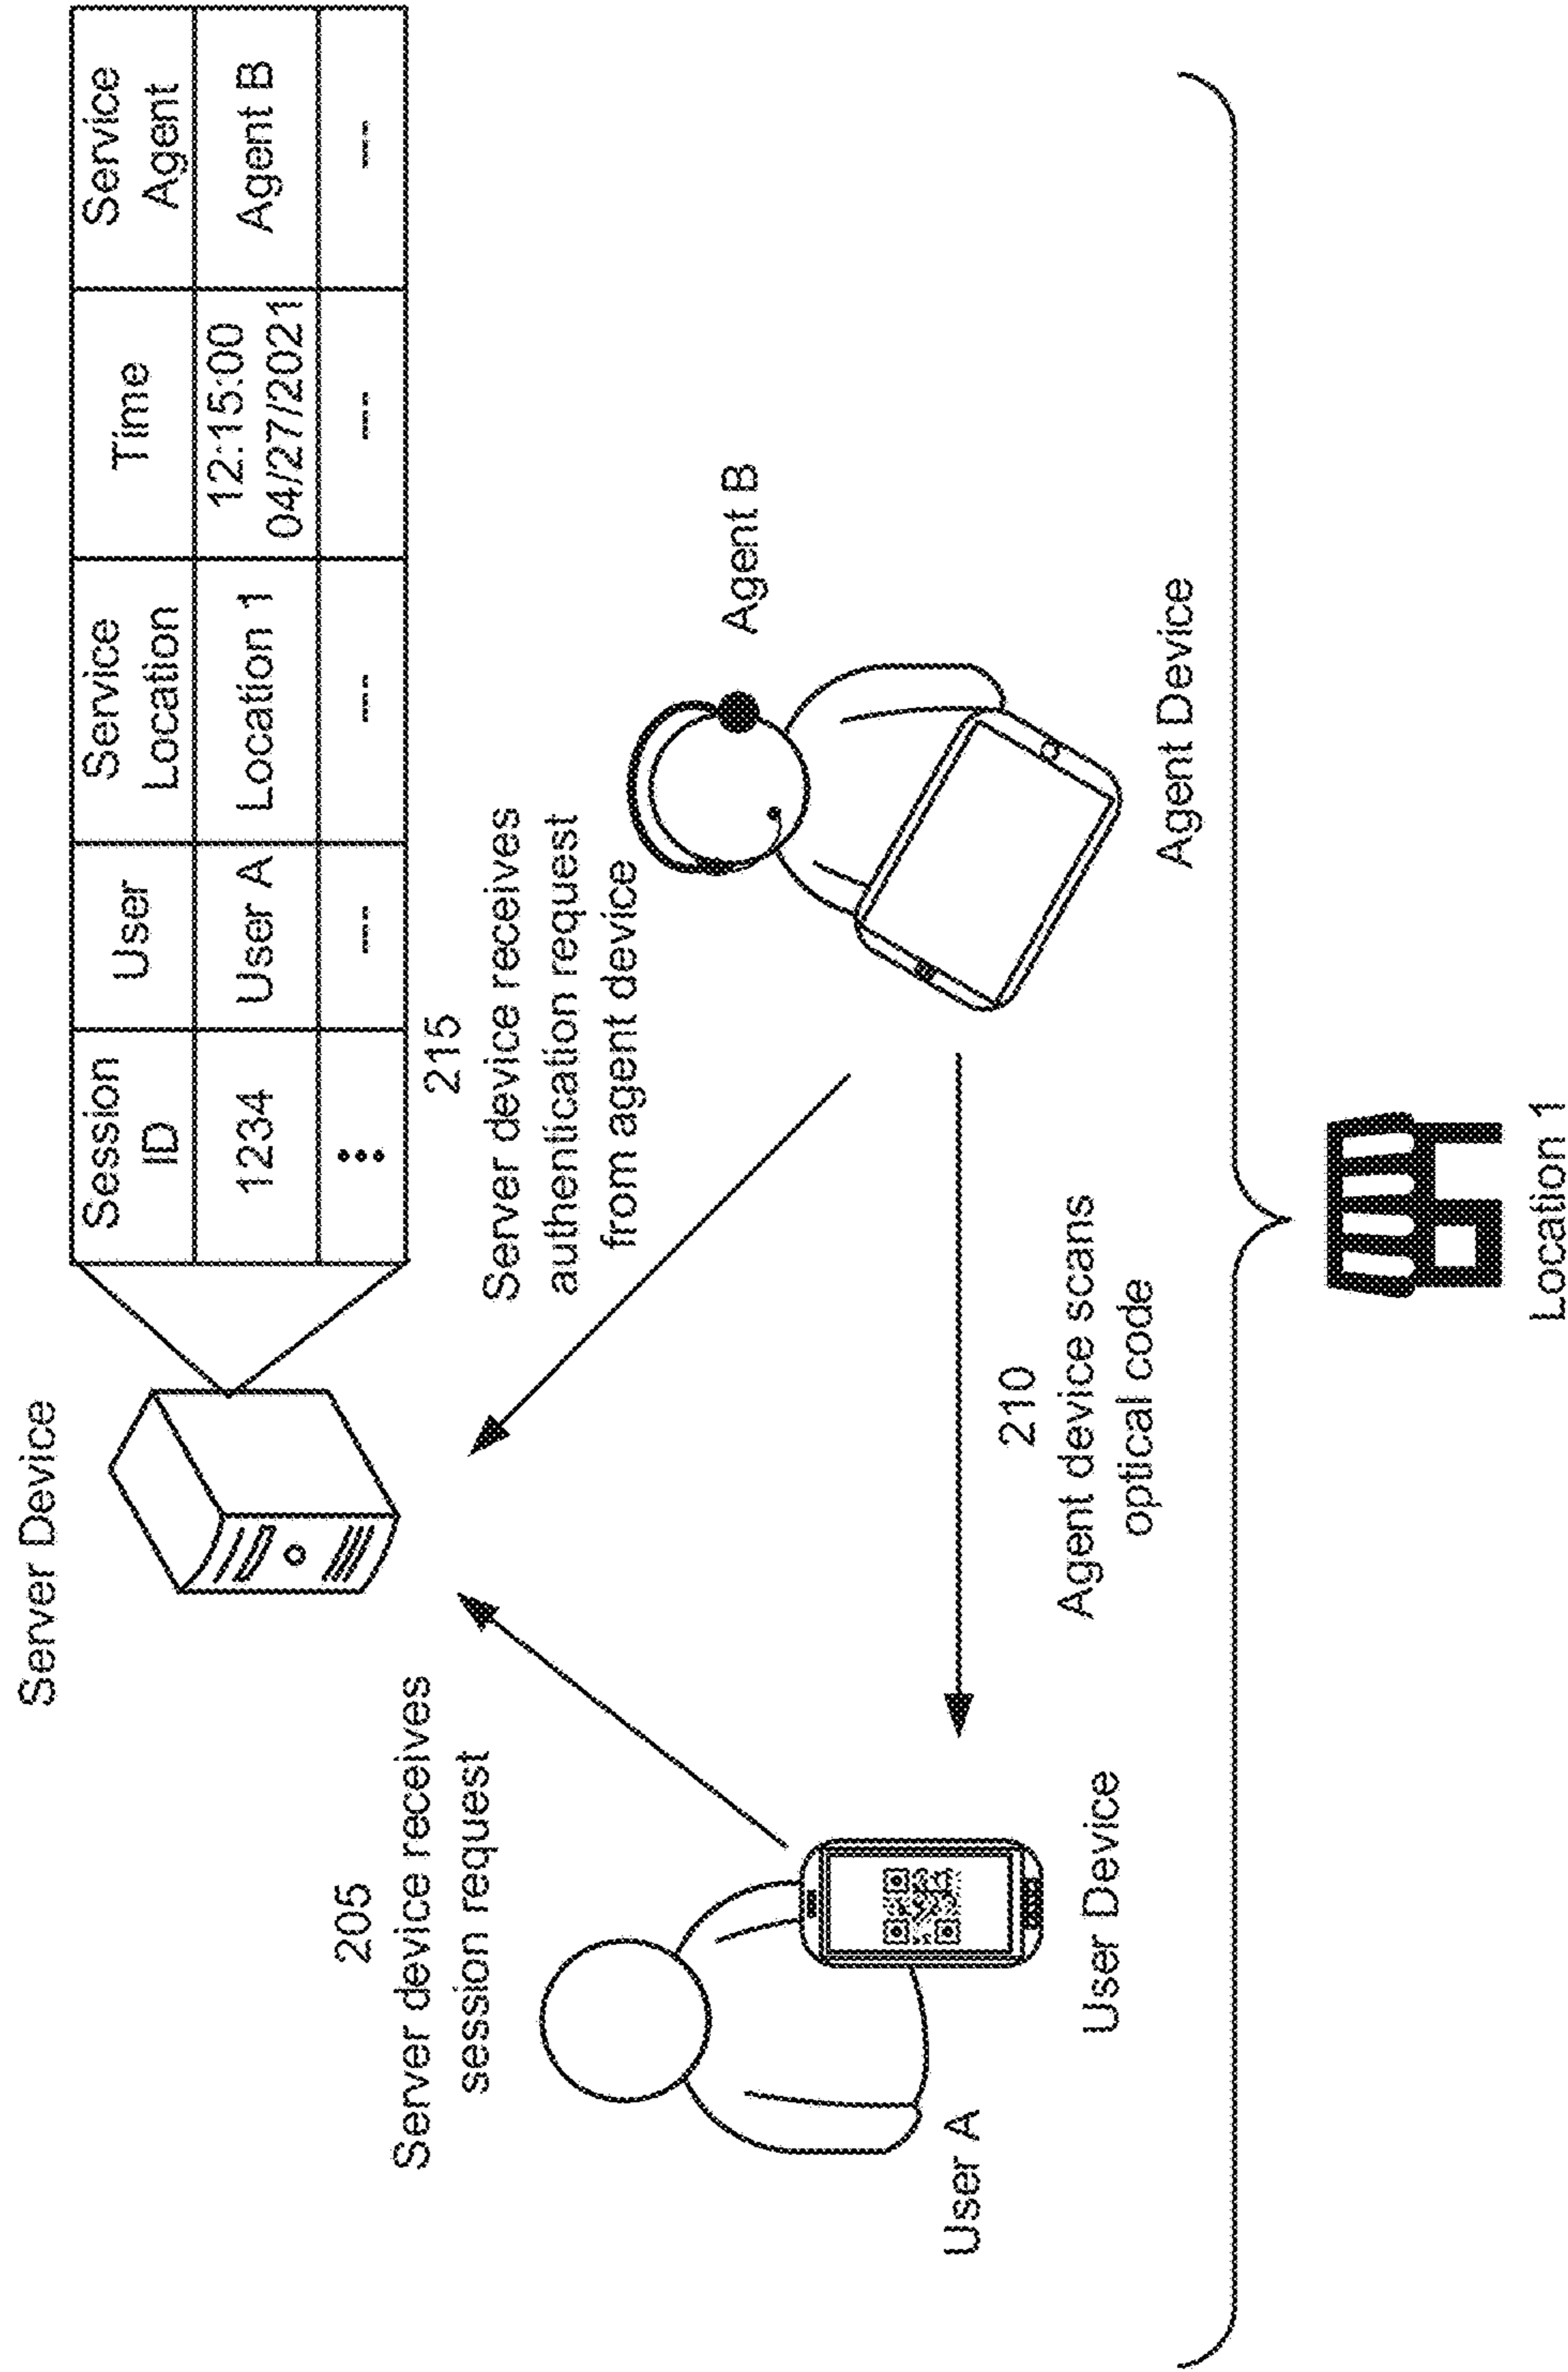 Server Device
Session
ID
User
Service
Location
Time
Service
Agent
1234
User A
Location 1
12:15:00
04/27/2021
Agent B
---
---
---
---
205
Server device receives
session request
215
Server device receives
authentication request
from agent device
Agent B
User A
User Device
210
Agent device scans
optical code
Agent Device
Location 1